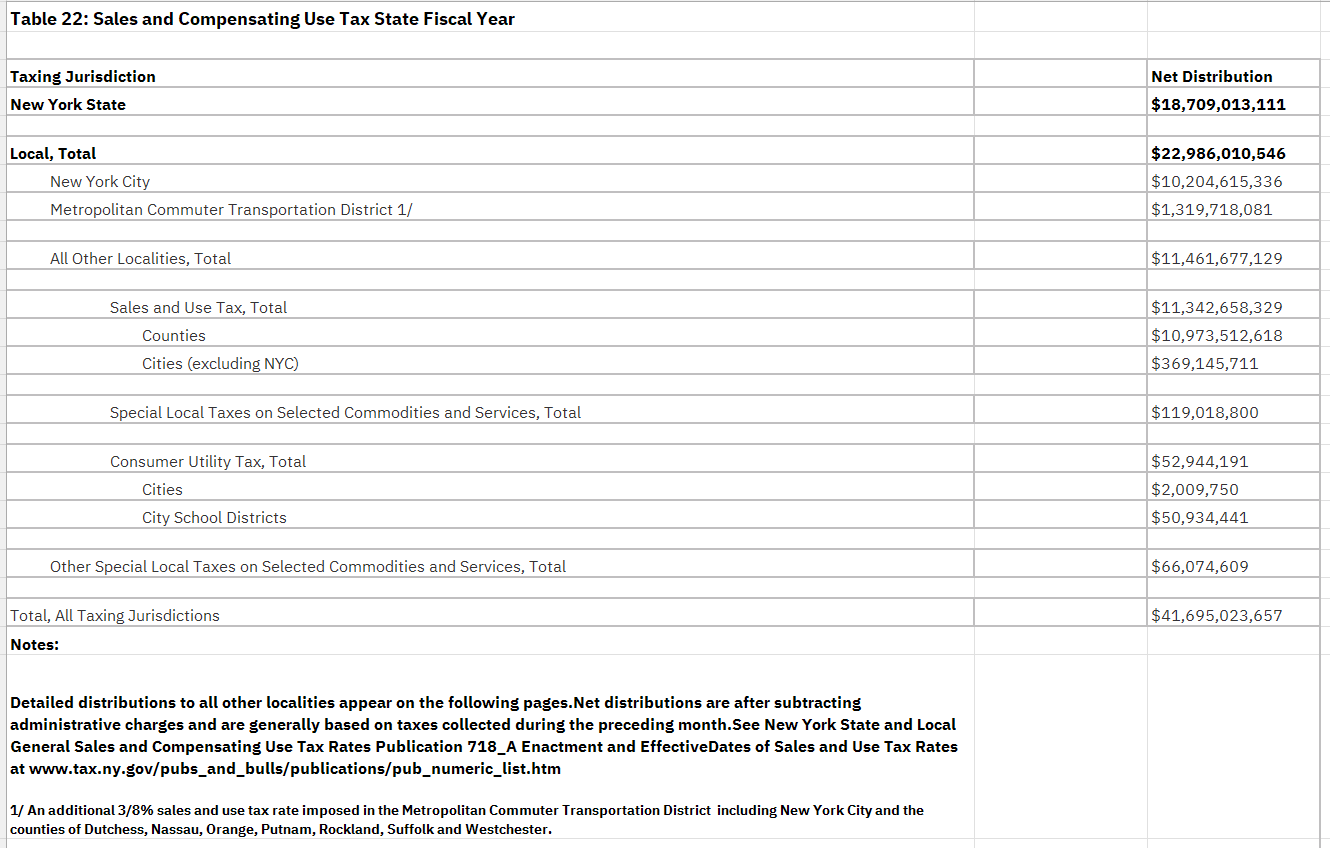 Table 22: Sales and Compensating Use Tax State Fiscal Year
Taxing Jurisdiction Net Distribution
New York State $18,709,013,111
Local, Total $22,986,010,546
New York City $10,204,615,336
Metropolitan Commuter Transportation District 1/ $1,319,718,081
All Other Localities, Total $11,461,677,129
Sales and Use Tax, Total $11,342,658,329
Counties $10,973,512,618
Cities (excluding NYC) $369,145,711
Special Local Taxes on Selected Commodities and Services, Total $119,018,800
Consumer Utility Tax, Total $52,944,191
Cities $2,009,750
City School Districts $50,934,441
Other Special Local Taxes on Selected Commodities and Services, Total $66,074,609
Total, All Taxing Jurisdictions $41,695,023,657
Notes:
Detailed distributions to all other localities appear on the following pages.Net distributions are after subtracting
administrative charges and are generally based on taxes collected during the preceding month.See New York State and Local
General Sales and Compensating Use Tax Rates Publication 718_A Enactment and EffectiveDates of Sales and Use Tax Rates
at www.tax.ny.gov/pubs_and_bulls/publications/pub_numeric_list.htm
1/ An additional 3/8% sales and use tax rate imposed in the Metropolitan Commuter Transportation District including New York City and the
counties of Dutchess, Nassau, Orange, Putnam, Rockland, Suffolk and Westchester.